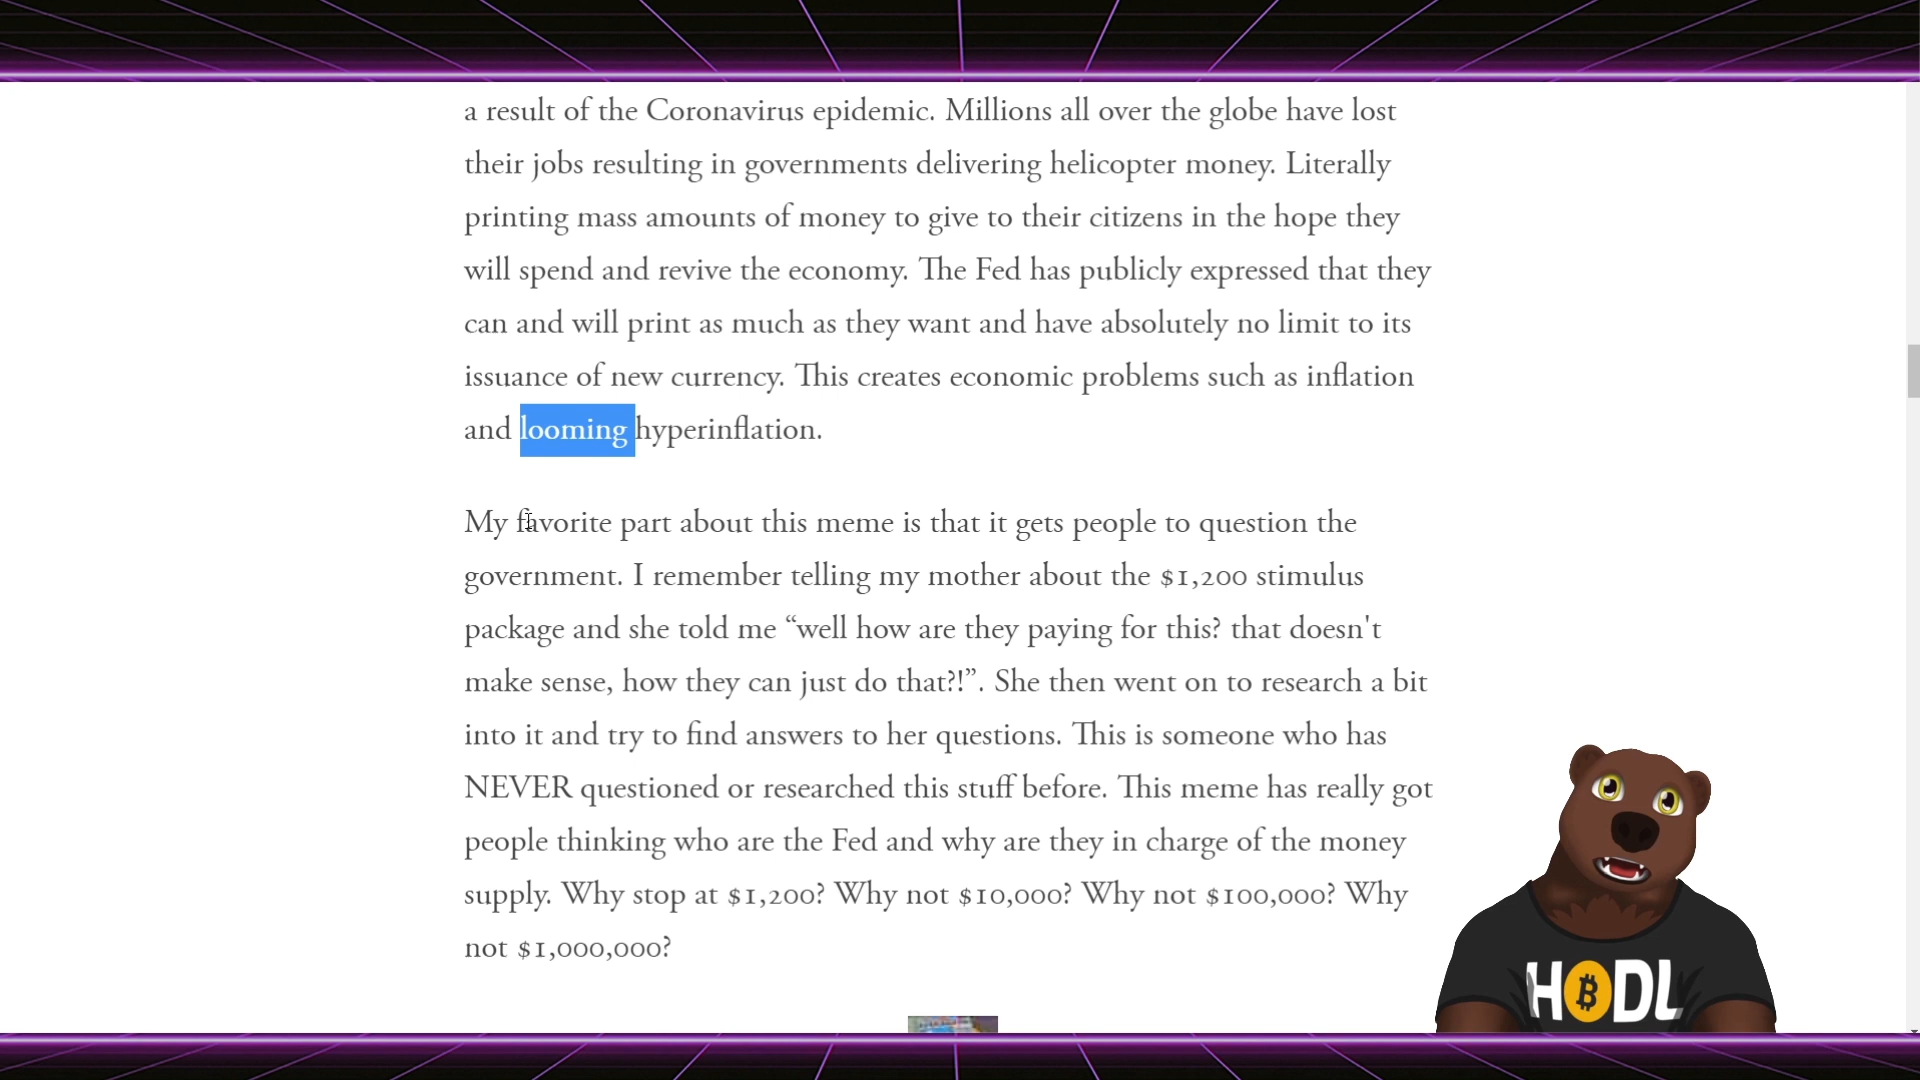 a result of the Coronavirus epidemic. Millions all over the globe have lost
their jobs resulting in governments delivering helicopter money. Literally
printing mass amounts of money to give to their citizens in the hope they
will spend and revive the economy. The Fed has publicly expressed that they
can and will print as much as they want and have absolutely no limit to its
issuance of new currency. This creates economic problems such as inflation
and looming hyperinflation.
My favorite part about this meme is that it gets people to question the
government. I remember telling my mother about the $1,200 stimulus
package and she told me “well how are they paying for this? that doesn't
make sense, how they can just do that?!”. She then went on to research a bit
into it and try to find answers to her questions. This is someone who has
NEVER questioned or researched this stuff before. This meme has really got
people thinking who are the Fed and why are they in charge of the money
supply. Why stop at $1,200? Why not $10,000? Why not $100,000? Why
not $1,000,000?
H₿DL